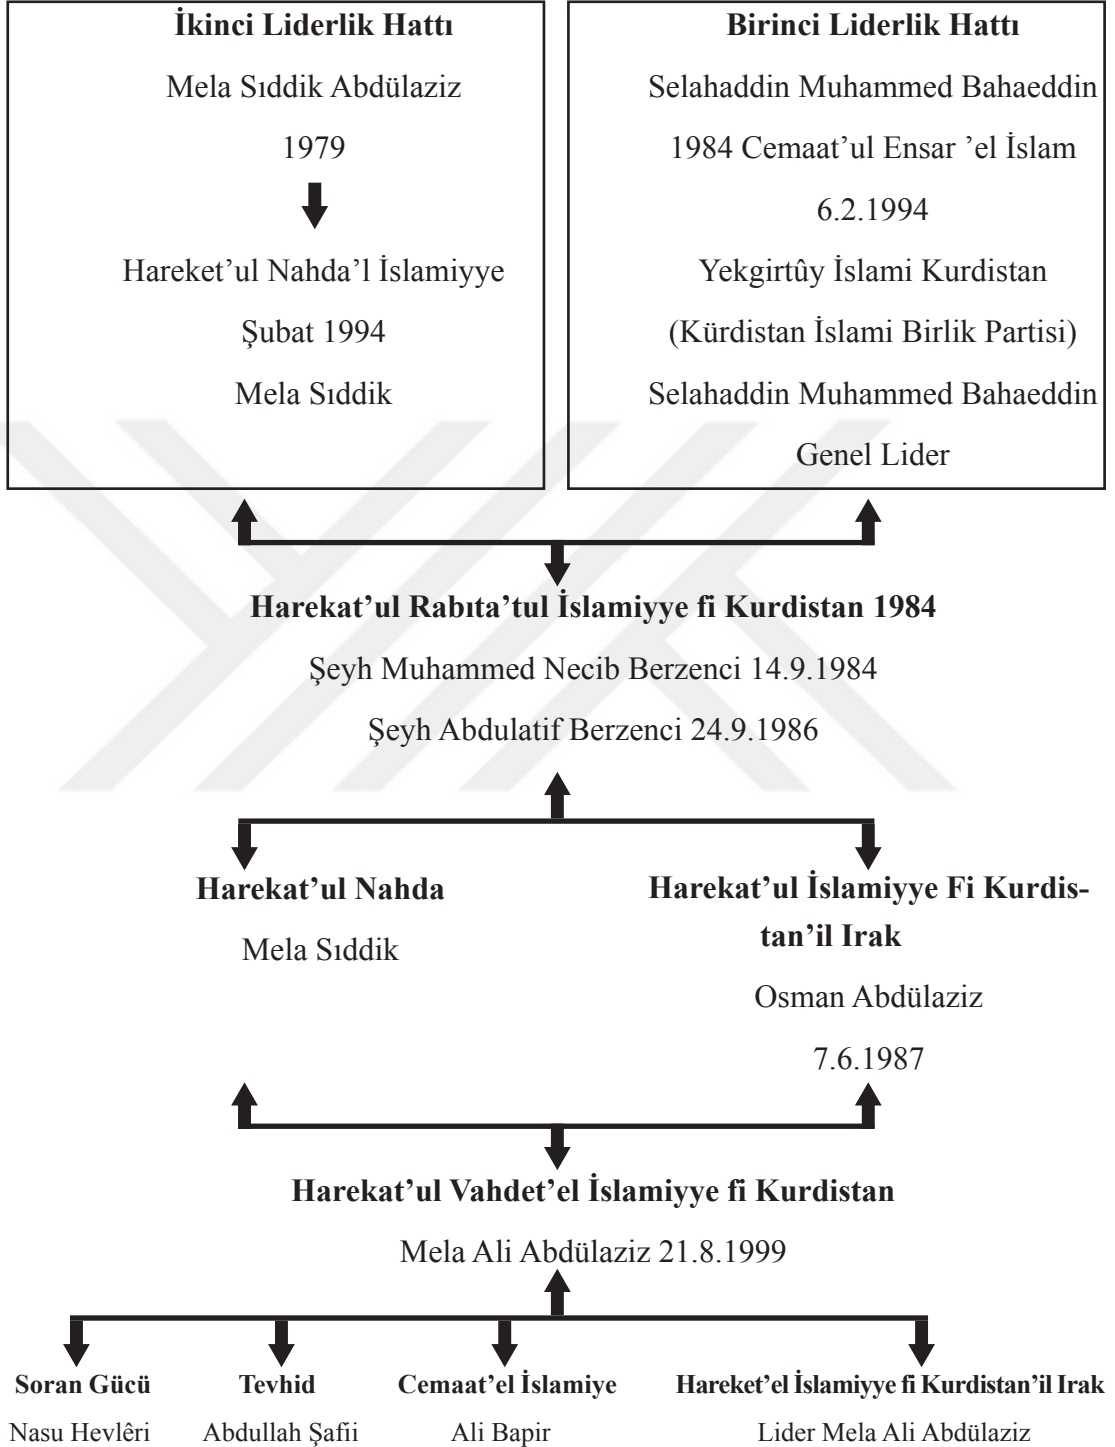 İkinci Liderlik Hattı
Mela Sıddik Abdülaziz
1979
Hareket’ul Nahda’l İslamiyye
Şubat 1994
Mela Sıddik
Birinci Liderlik Hattı
Selahaddin Muhammed Bahaeddin
1984 Cemaat’ul Ensar ’el İslam
6.2.1994
Yekgirtûy İslami Kurdistan
(Kürdistan İslami Birlik Partisi)
Selahaddin Muhammed Bahaeddin
Genel Lider
Harekat’ul Rabıta’tul İslamiyye fi Kurdistan 1984
Şeyh Muhammed Necib Berzenci 14.9.1984
Şeyh Abdulatif Berzenci 24.9.1986
Harekat’ul Nahda
Mela Sıddik
Harekat’ul İslamiyye Fi Kurdis-
tan’il Irak
Osman Abdülaziz
7.6.1987
Harekat’ul Vahdet’el İslamiyye fi Kurdistan
Mela Ali Abdülaziz 21.8.1999
Soran Gücü
Nasu Hevlêri
Tevhid
Abdullah Şafii
Cemaat’el İslamiye
Ali Bapir
Hareket’el İslamiyye fi Kurdistan’il Irak
Lider Mela Ali Abdülaziz